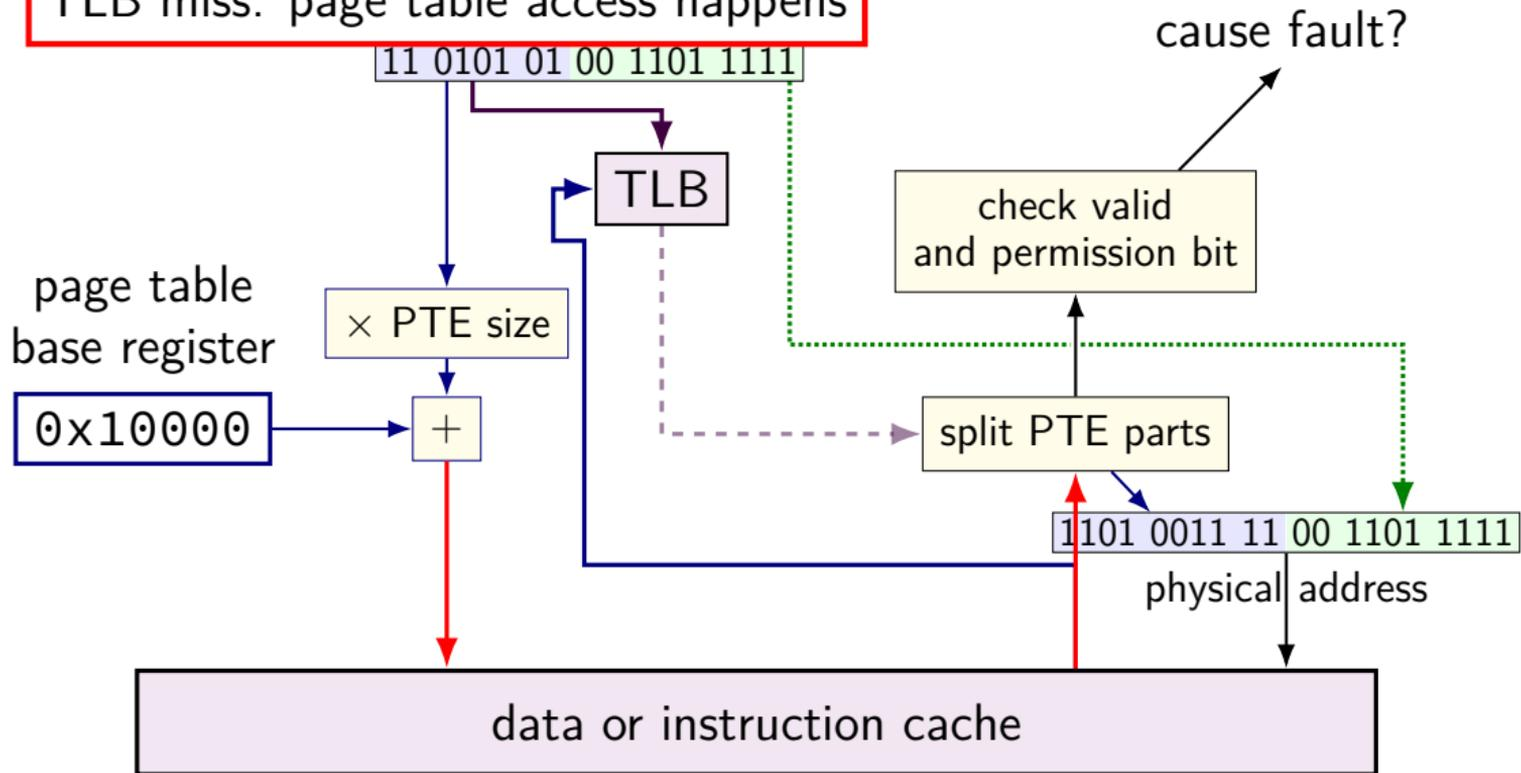 TLB miss: page table access happens
cause fault?
11 0101 01 00 1101 1111
TLB
check valid
and permission bit
page table
base register
× PTE size
0x10000
+
split PTE parts
1101 0011 11 00 1101 1111
physical address
data or instruction cache